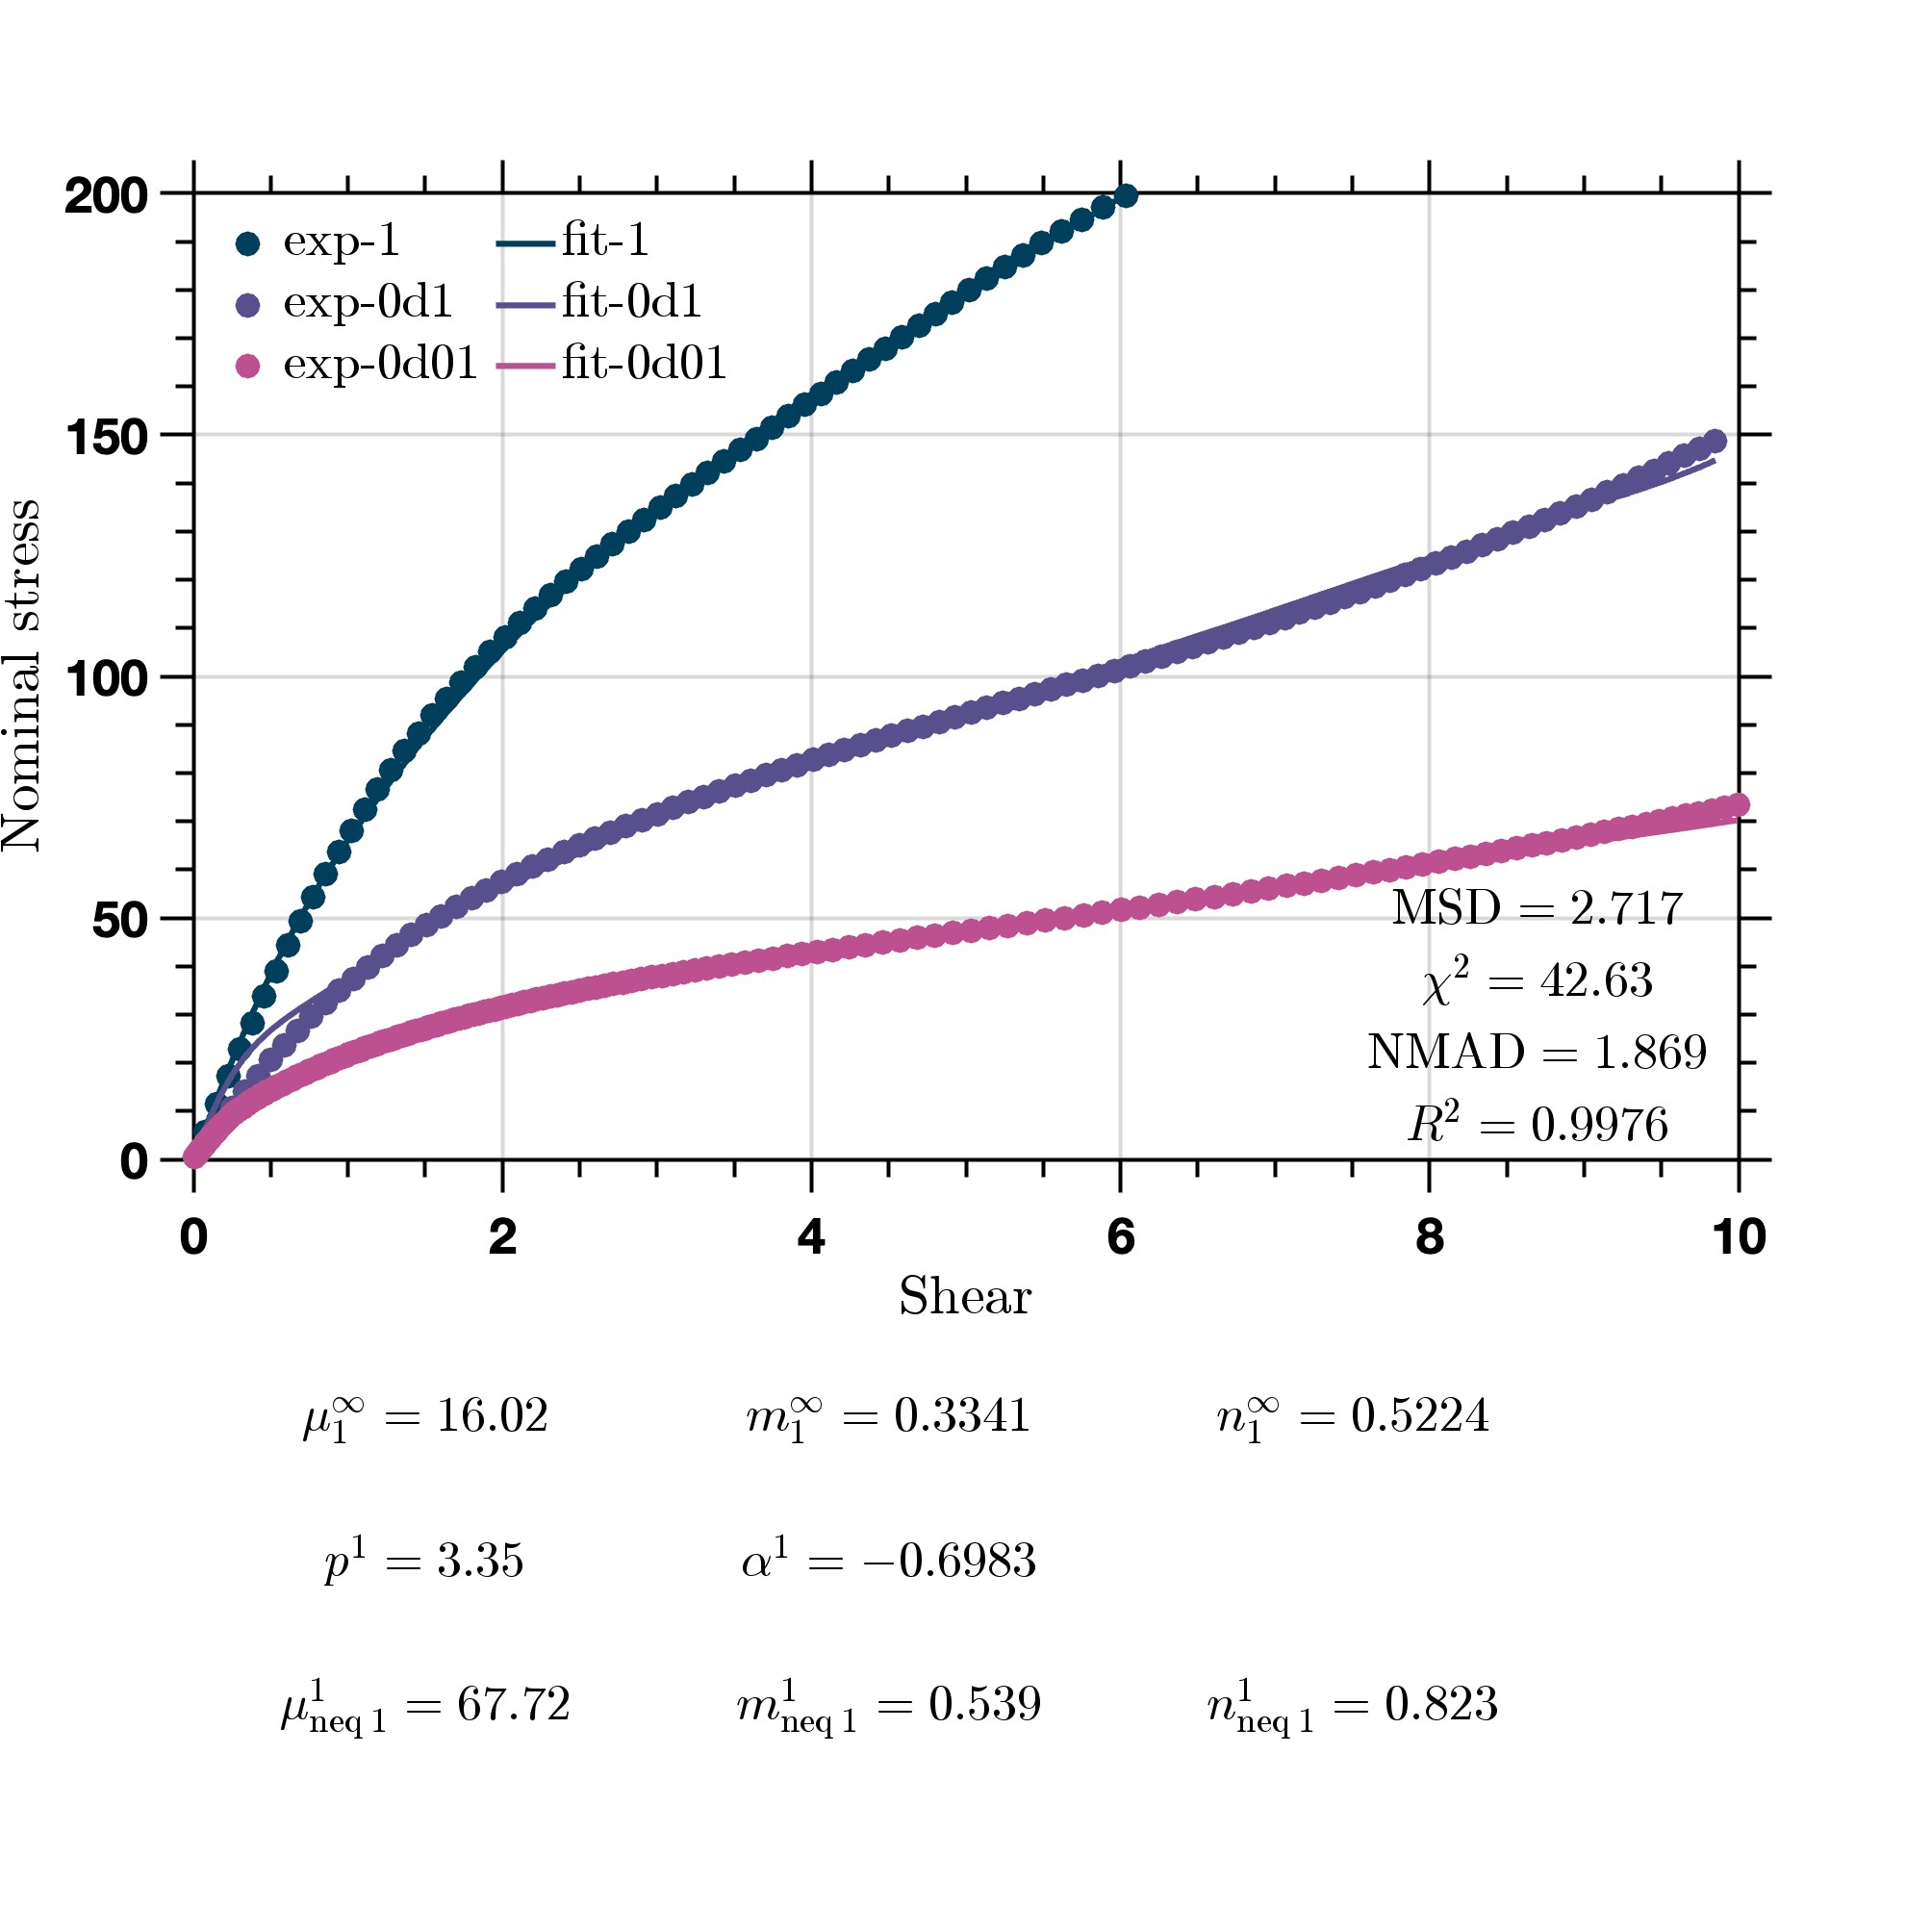 200
150
100
50
0
Nominal stress
exp-1 fit-1
exp-0d1 fit-0d1
exp-0d01 fit-0d01
MSD = 2.717
χ² = 42.63
NMAD = 1.869
R² = 0.9976
0 2 4 6 8 10
Shear
μ₁^∞ = 16.02 m₁^∞ = 0.3341 n₁^∞ = 0.5224
p¹ = 3.35 α¹ = −0.6983
μ¹_neq 1 = 67.72 m¹_neq 1 = 0.539 n¹_neq 1 = 0.823